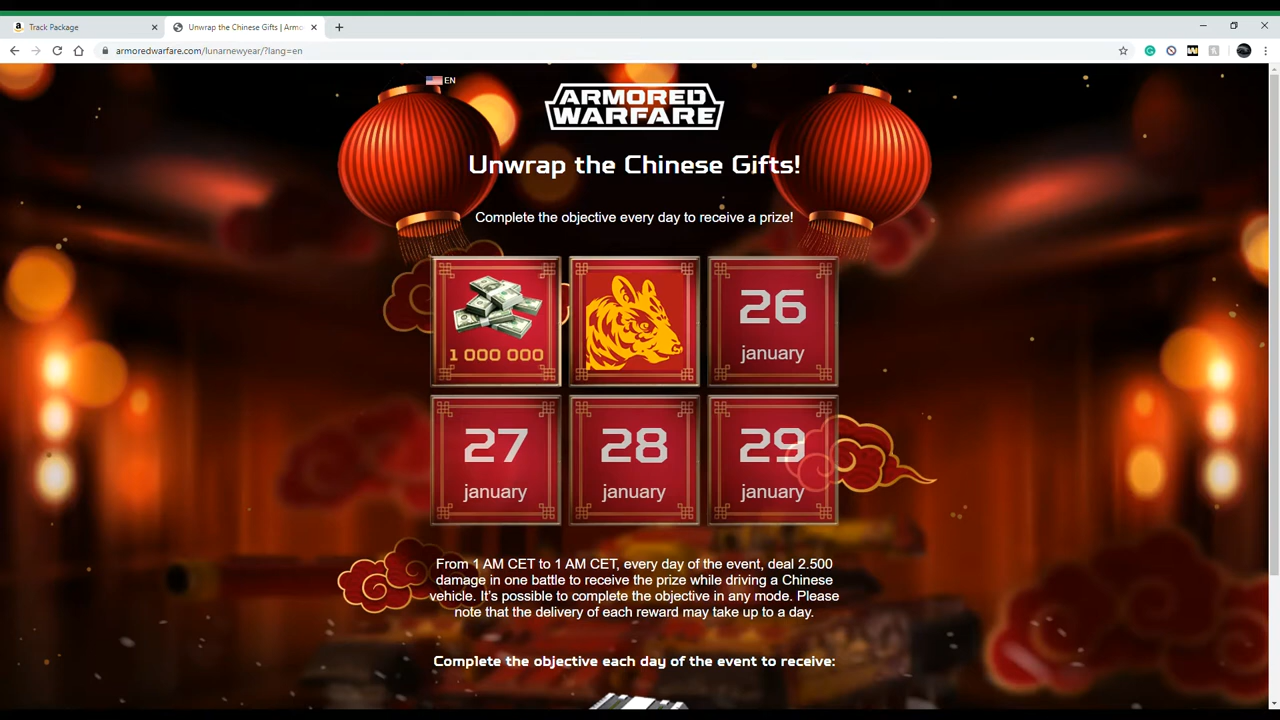 Track Package
Unwrap the Chinese Gifts | Armo
armoredwarfare.com/lunarnewyear/?lang=en
EN
ARMORED
WARFARE
Unwrap the Chinese Gifts!
Complete the objective every day to receive a prize!
1 000 000
26
january
27
january
28
january
29
january
From 1 AM CET to 1 AM CET, every day of the event, deal 2.500
damage in one battle to receive the prize while driving a Chinese
vehicle. It's possible to complete the objective in any mode. Please
note that the delivery of each reward may take up to a day.
Complete the objective each day of the event to receive: